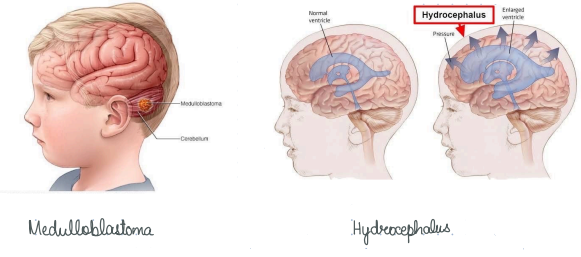 Normal
ventricle
Hydrocephalus
Enlarged
ventricle
Pressure
Medulloblastoma
Cerebellum
Medulloblastoma
Hydrocephalus.